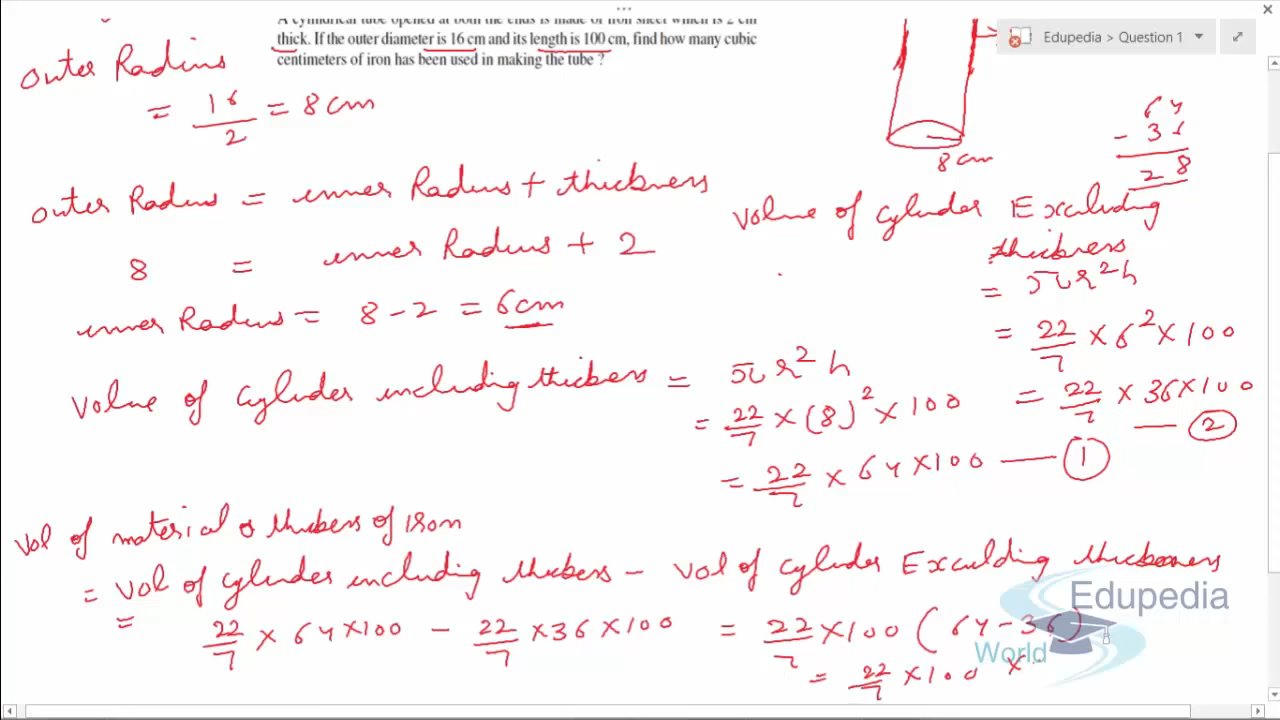 A cylindrical tube opened at both the ends is made of iron sheet which is 2 cm
thick. If the outer diameter is 16 cm and its length is 100 cm, find how many cubic
centimeters of iron has been used in making the tube ?
Edupedia > Question 1
outer Radius
= 16/2 = 8 cm
8 cm
64
- 36
28
outer Radius = inner Radius + thickness
8 = inner Radius + 2
inner Radius = 8 - 2 = 6 cm
Volume of cylinder Exculuding
thickness
= πr²h
= 22/7 × 6² × 100
= 22/7 × 36 × 100
— 2
Volume of cylinder including thickness = πr²h
= 22/7 × (8)² × 100
= 22/7 × 64 × 100 — 1
Vol of material of thickness of Iron
= Vol of cylinder including thickness - Vol of cylinder Exculding thickness
= 22/7 × 64 × 100 - 22/7 × 36 × 100 = 22/7 × 100 (64 - 36)
= 22/7 × 100 ×
Edupedia
World